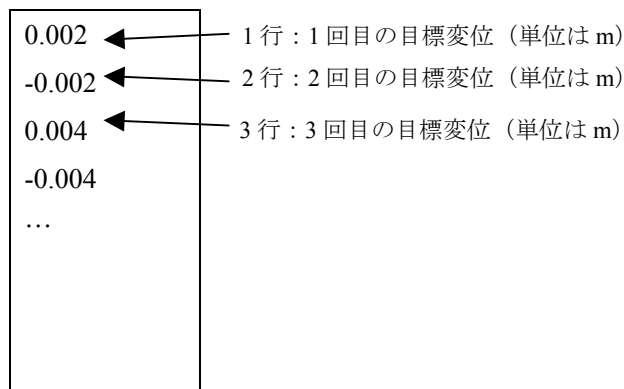 0.002 1 行：1 回目の目標変位（単位は m）
-0.002 2 行：2 回目の目標変位（単位は m）
0.004 3 行：3 回目の目標変位（単位は m）
-0.004
…